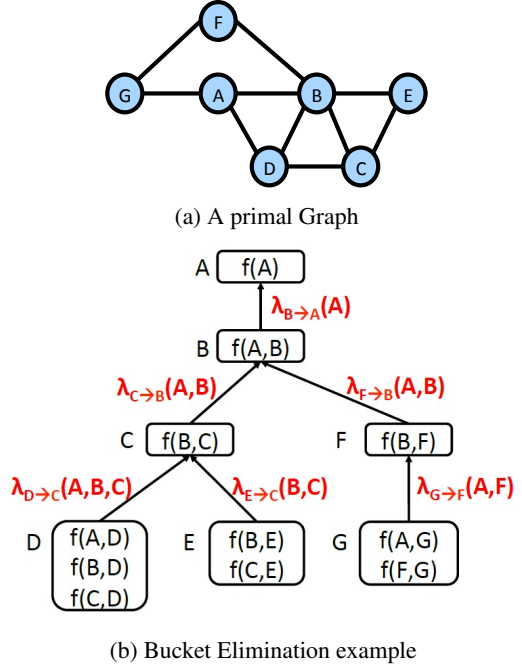 F
G A B E
D C
(a) A primal Graph
A f(A)
λB→A(A)
B f(A,B)
λC→B(A,B) λF→B(A,B)
C f(B,C) F f(B,F)
λD→C(A,B,C) λE→C(B,C) λG→F(A,F)
D f(A,D) E f(B,E) G f(A,G)
f(B,D) f(C,E) f(F,G)
f(C,D)
(b) Bucket Elimination example